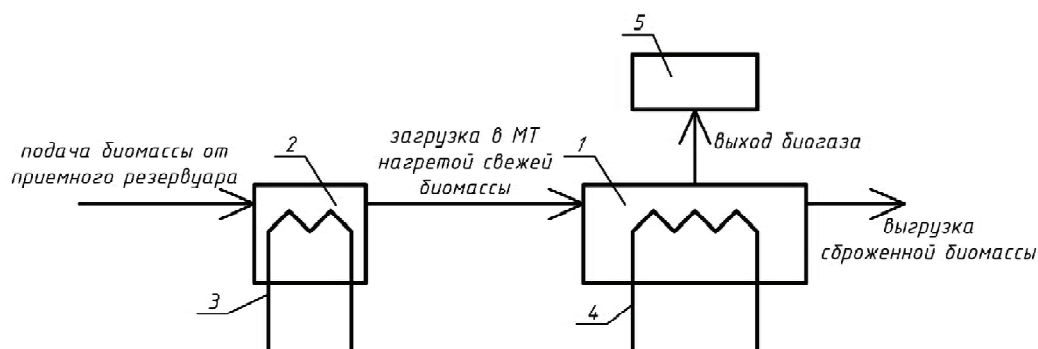 5
подача биомассы от
приемного резервуара
2
загрузка в МТ
нагретой свежей
биомассы
1
выход биогаза
выгрузка
сброженной биомассы
3
4